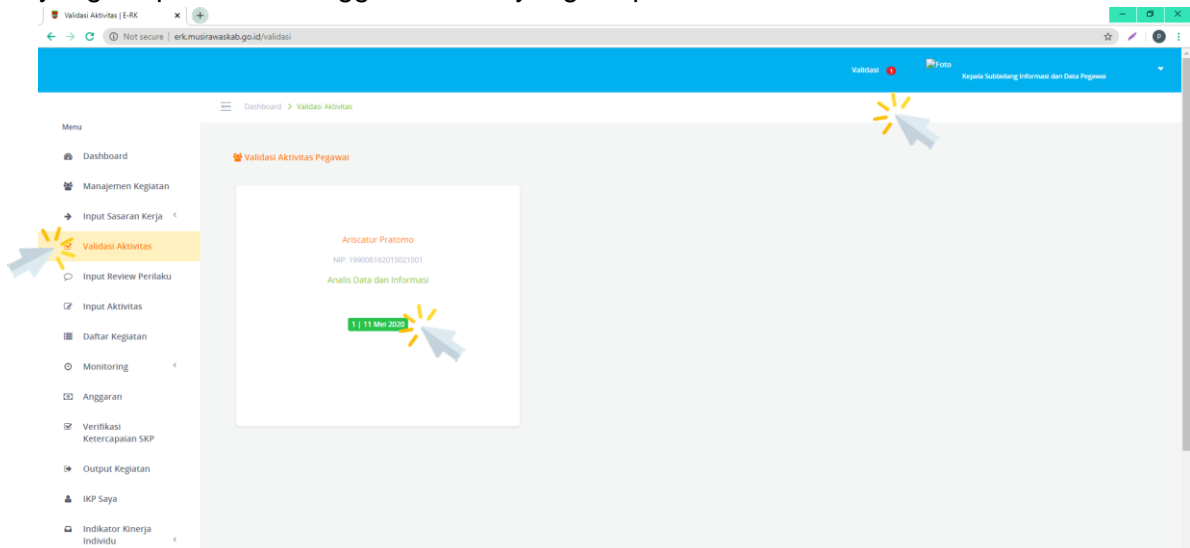 Validasi Aktivitas | E-RK
Not secure | erk.musirawaskab.go.id/validasi
Validasi 1 Foto
Kepala Subbidang Informasi dan Data Pegawai
Dashboard > Validasi Aktivitas
Menu
Dashboard
Manajemen Kegiatan
Input Sasaran Kerja
Validasi Aktivitas
Input Review Perilaku
Input Aktivitas
Daftar Kegiatan
Monitoring
Anggaran
Verifikasi
Ketercapaian SKP
Output Kegiatan
IKP Saya
Indikator Kinerja
Individu
Validasi Aktivitas Pegawai
Ariscatur Pratomo
NIP. 199006162015021001
Analis Data dan Informasi
1 | 11 Mei 2020